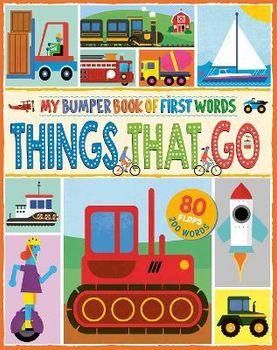 MY BUMPER BOOK OF FIRST WORDS
THINGS THAT GO
80
FLAPS
200 WORDS